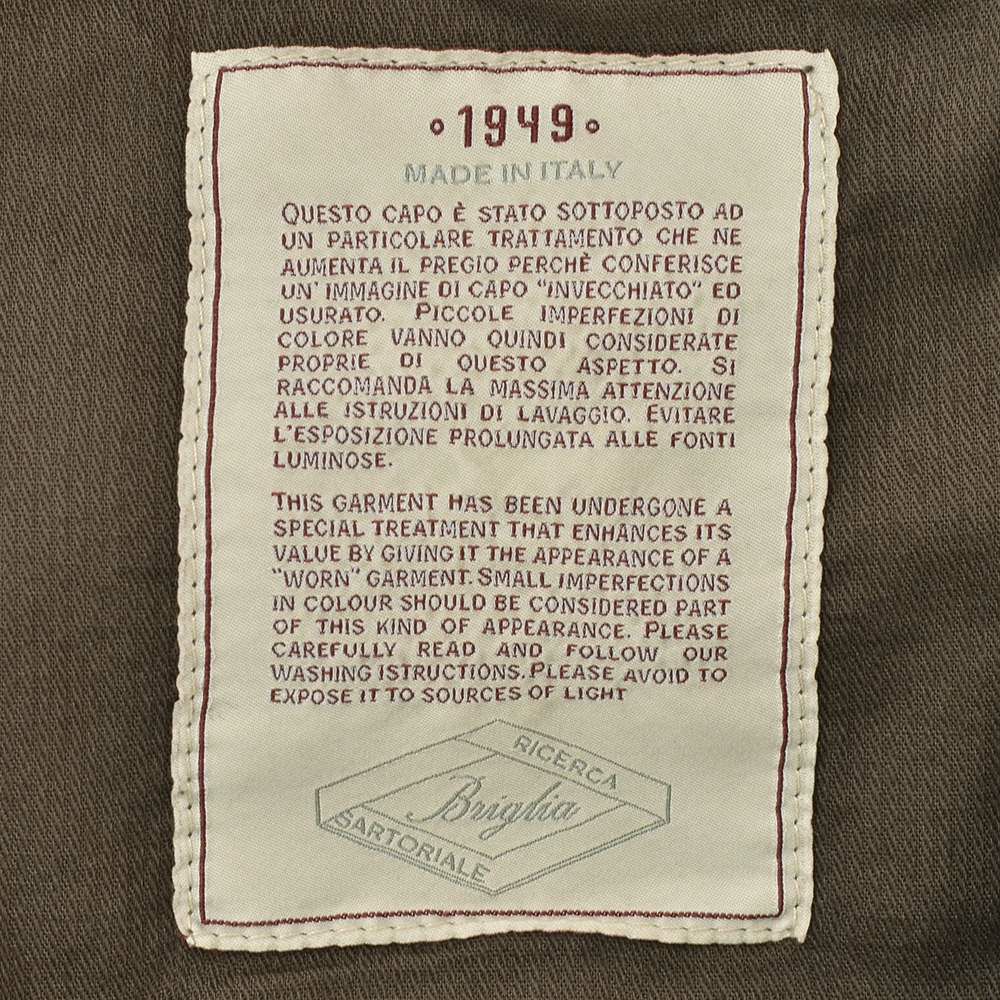 ° 1949 °
MADE IN ITALY
QUESTO CAPO È STATO SOTTOPOSTO AD
UN PARTICOLARE TRATTAMENTO CHE NE
AUMENTA IL PREGIO PERCHÈ CONFERISCE
UN' IMMAGINE DI CAPO "INVECCHIATO" ED
USURATO. PICCOLE IMPERFEZIONI DI
COLORE VANNO QUINDI CONSIDERATE
PROPRIE DI QUESTO ASPETTO. SI
RACCOMANDA LA MASSIMA ATTENZIONE
ALLE ISTRUZIONI DI LAVAGGIO. EVITARE
L'ESPOSIZIONE PROLUNGATA ALLE FONTI
LUMINOSE.
THIS GARMENT HAS BEEN UNDERGONE A
SPECIAL TREATMENT THAT ENHANCES ITS
VALUE BY GIVING IT THE APPEARANCE OF A
"WORN" GARMENT. SMALL IMPERFECTIONS
IN COLOUR SHOULD BE CONSIDERED PART
OF THIS KIND OF APPEARANCE. PLEASE
CAREFULLY READ AND FOLLOW OUR
WASHING ISTRUCTIONS. PLEASE AVOID TO
EXPOSE IT TO SOURCES OF LIGHT
RICERCA
Briglia
SARTORIALE